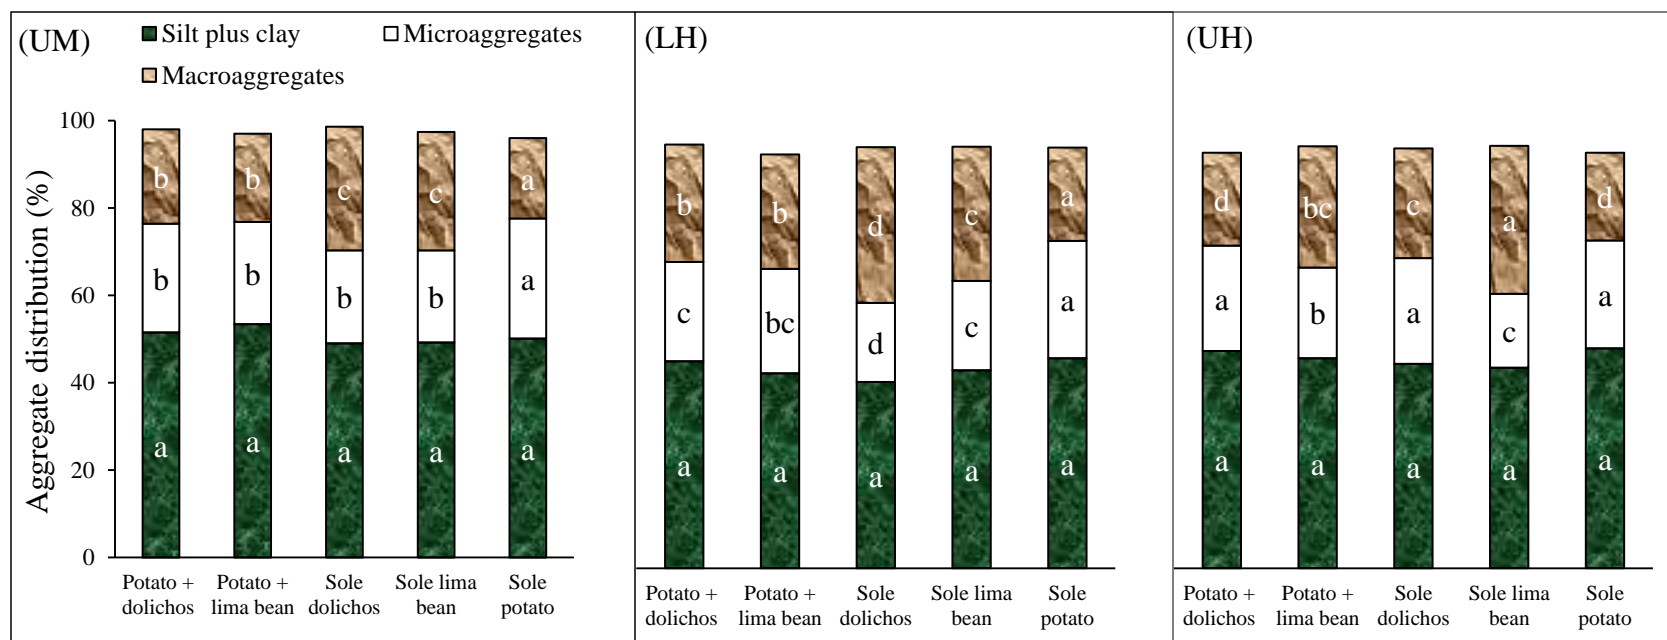 (UM)
Silt plus clay
Microaggregates
Macroaggregates
Aggregate distribution (%)
100
80
60
40
20
0
b b c c a
b b b b a
a a a a a
Potato + dolichos
Potato + lima bean
Sole dolichos
Sole lima bean
Sole potato
(LH)
b b d c a
c bc d c a
a a a a a
Potato + dolichos
Potato + lima bean
Sole dolichos
Sole lima bean
Sole potato
(UH)
d bc c a d
a b a c a
a a a a a
Potato + dolichos
Potato + lima bean
Sole dolichos
Sole lima bean
Sole potato